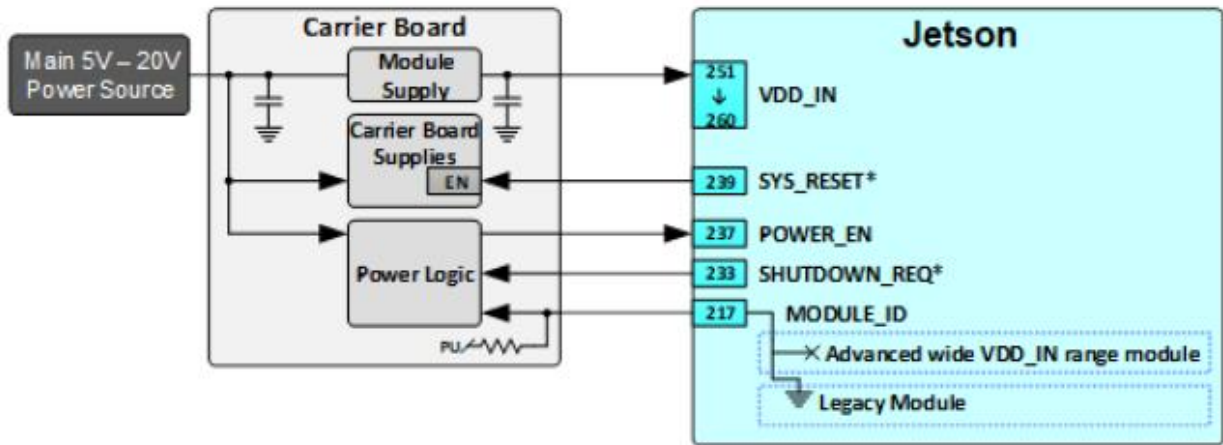 Carrier Board
Jetson
Main 5V – 20V
Power Source
Module
Supply
251
↓
260
VDD_IN
Carrier Board
Supplies
EN
239
SYS_RESET*
237
POWER_EN
Power Logic
233
SHUTDOWN_REQ*
217
MODULE_ID
PU
Advanced wide VDD_IN range module
Legacy Module